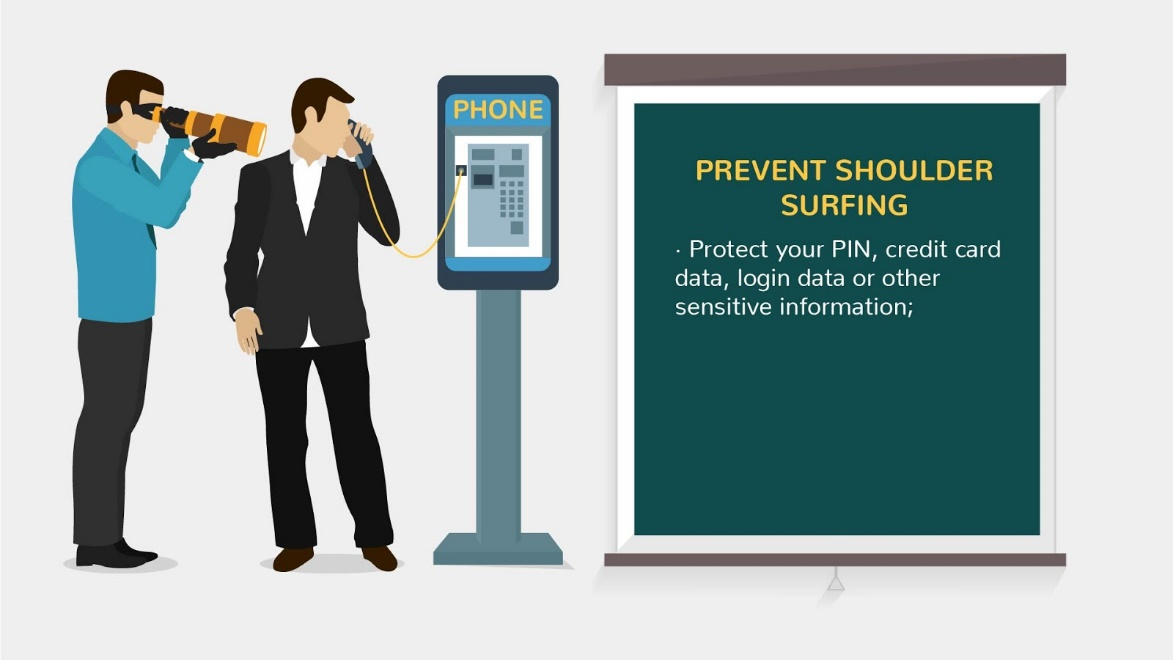 PHONE
PREVENT SHOULDER
SURFING
· Protect your PIN, credit card
data, login data or other
sensitive information;